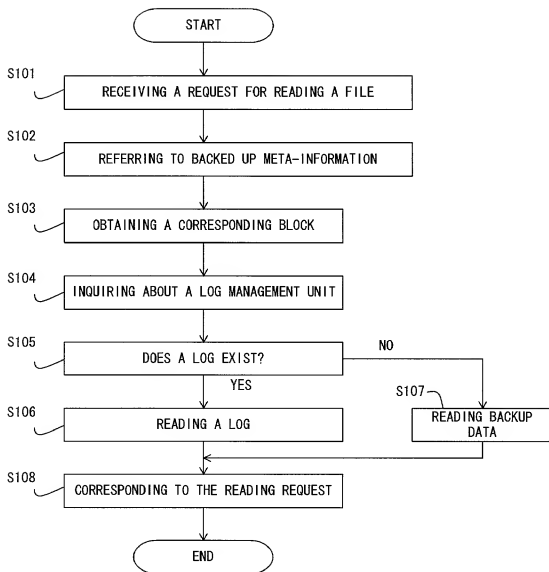 START
S101
RECEIVING A REQUEST FOR READING A FILE
S102
REFERRING TO BACKED UP META-INFORMATION
S103
OBTAINING A CORRESPONDING BLOCK
S104
INQUIRING ABOUT A LOG MANAGEMENT UNIT
S105
DOES A LOG EXIST?
NO
YES
S106
READING A LOG
S107
READING BACKUP
DATA
S108
CORRESPONDING TO THE READING REQUEST
END